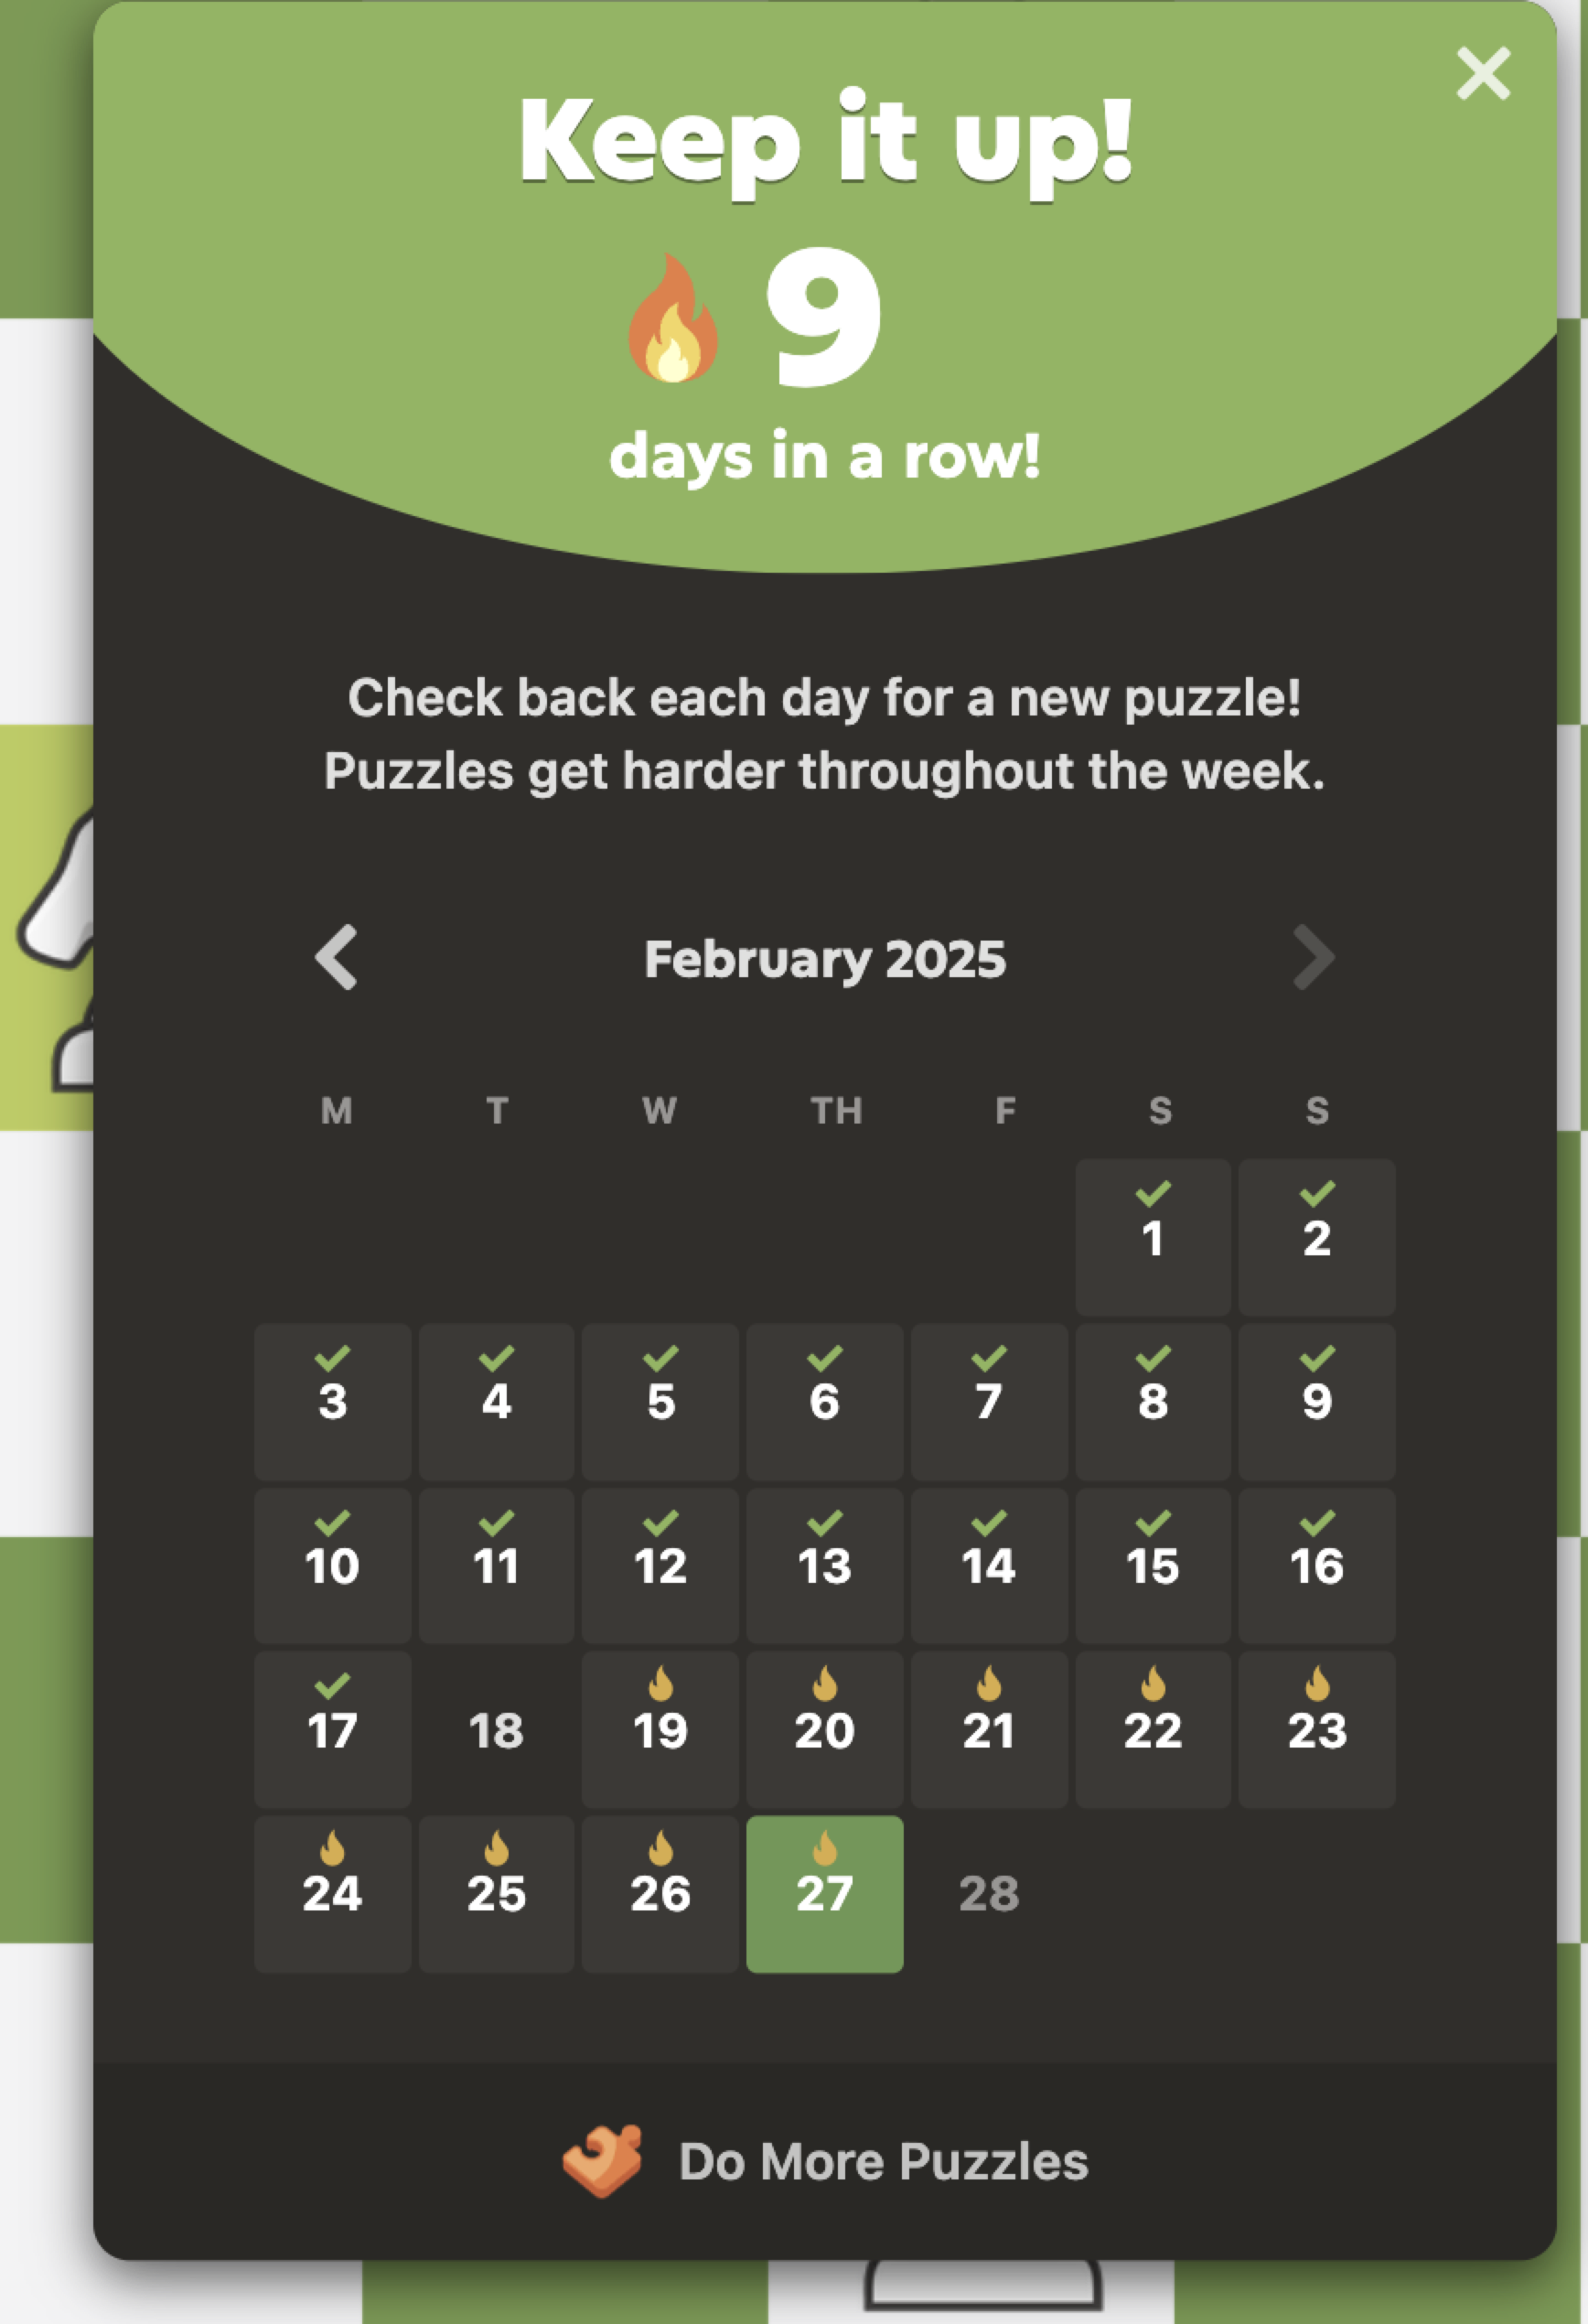 Keep it up!
9
days in a row!
Check back each day for a new puzzle!
Puzzles get harder throughout the week.
February 2025
M T W TH F S S
1 2
3 4 5 6 7 8 9
10 11 12 13 14 15 16
17 18 19 20 21 22 23
24 25 26 27 28
Do More Puzzles